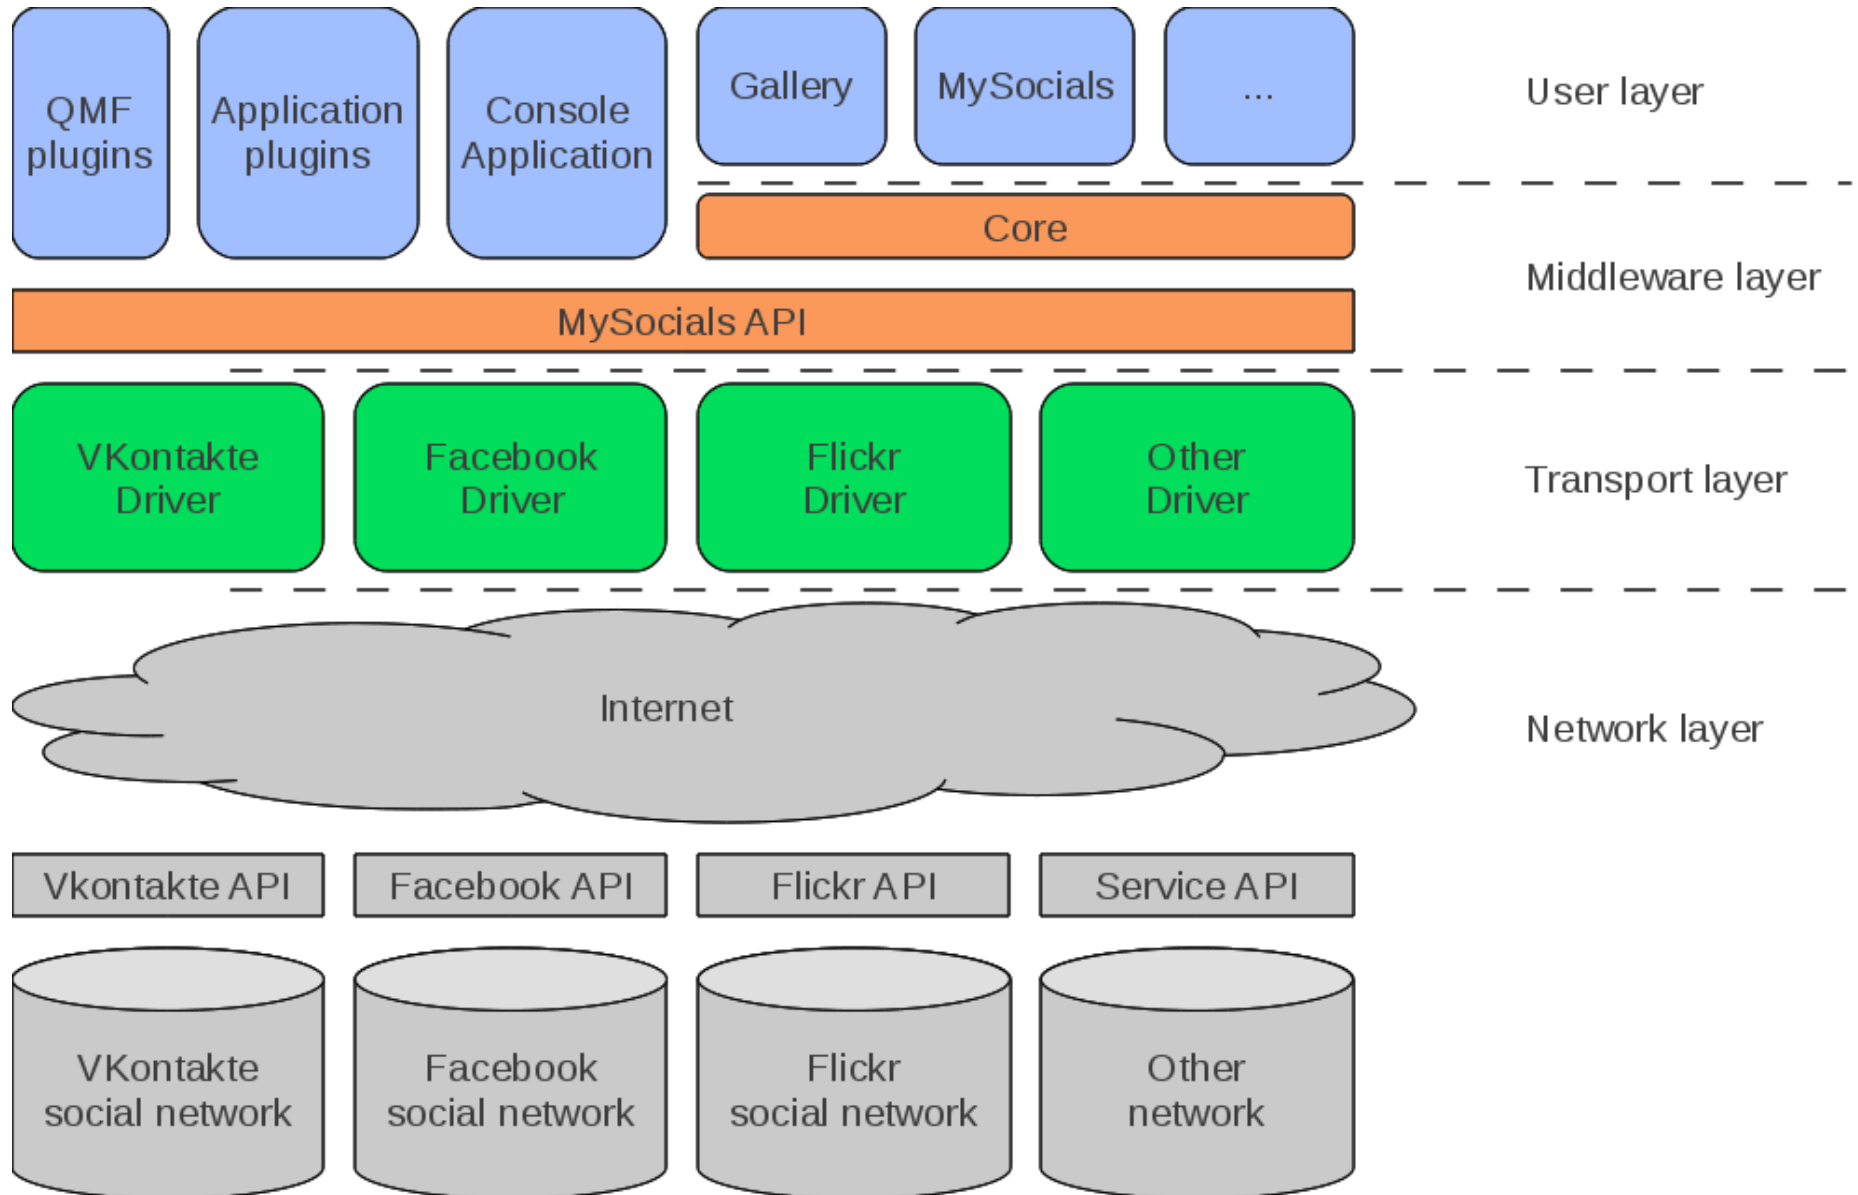 QMF
plugins
Application
plugins
Console
Application
Gallery
MySocials
...
User layer
Core
Middleware layer
MySocials API
VKontakte
Driver
Facebook
Driver
Flickr
Driver
Other
Driver
Transport layer
Internet
Network layer
Vkontakte API
Facebook API
Flickr API
Service API
VKontakte
social network
Facebook
social network
Flickr
social network
Other
network